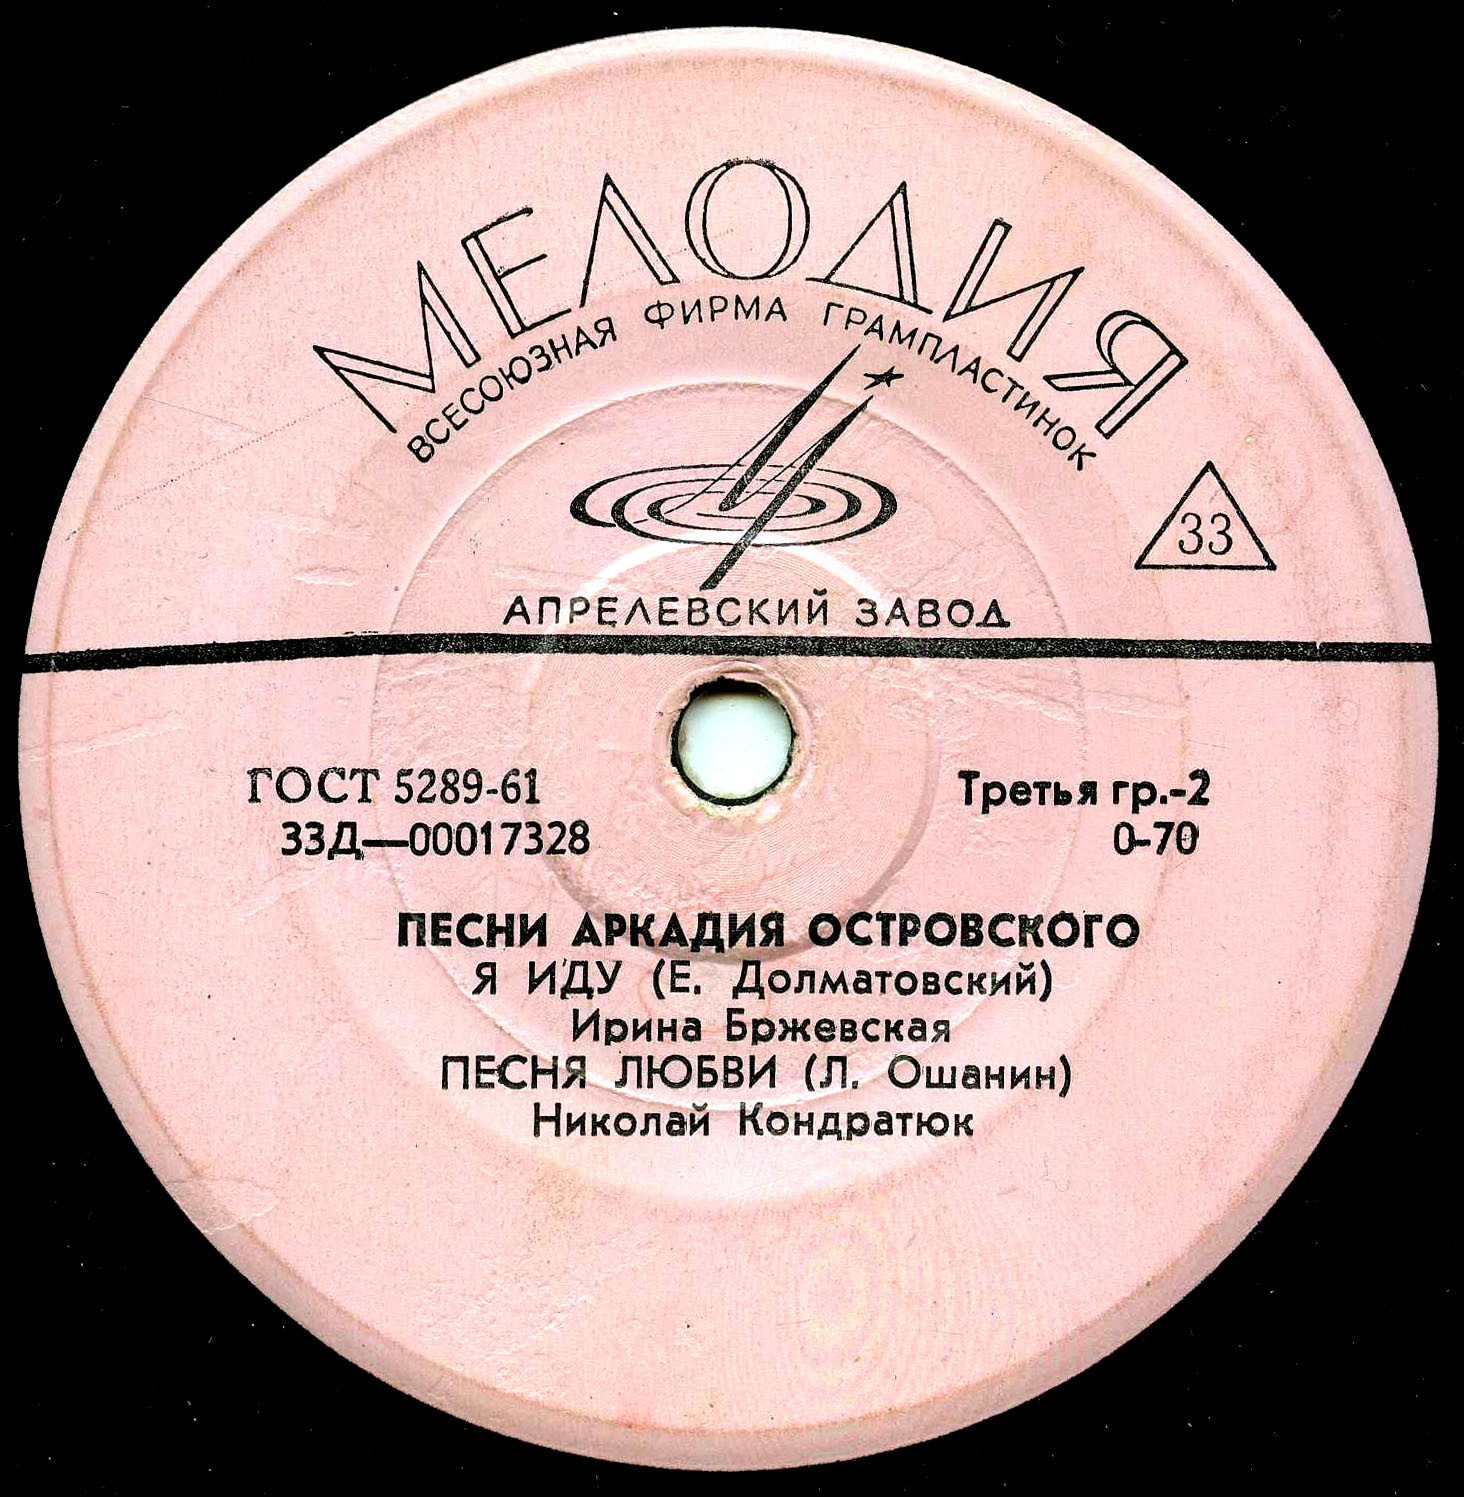 МЕЛОДИЯ
ВСЕСОЮЗНАЯ ФИРМА ГРАМПЛАСТИНОК
33
АПРЕЛЕВСКИЙ ЗАВОД
ГОСТ 5289-61
Третья гр.-2
33Д—00017328
0-70
ПЕСНИ АРКАДИЯ ОСТРОВСКОГО
Я ИДУ (Е. Долматовский)
Ирина Бржевская
ПЕСНЯ ЛЮБВИ (Л. Ошанин)
Николай Кондратюк